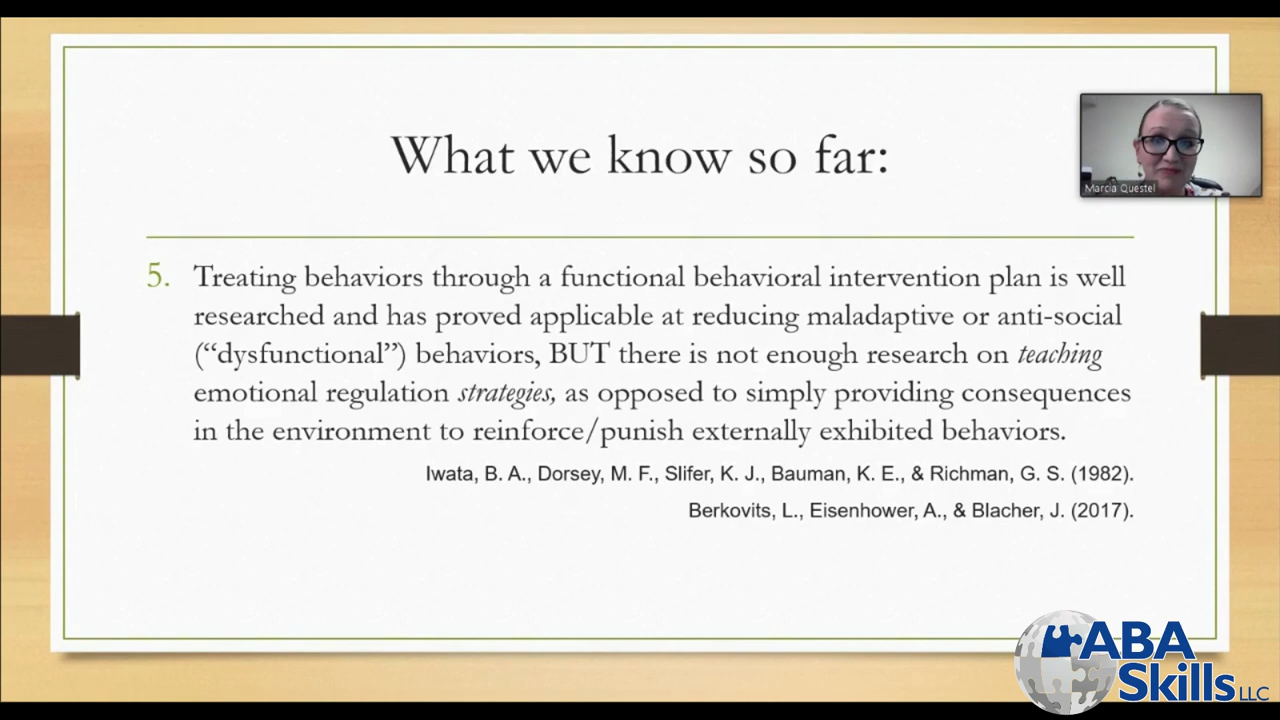 What we know so far:
Marcia Questel
5. Treating behaviors through a functional behavioral intervention plan is well
researched and has proved applicable at reducing maladaptive or anti-social
(“dysfunctional”) behaviors, BUT there is not enough research on teaching
emotional regulation strategies, as opposed to simply providing consequences
in the environment to reinforce/punish externally exhibited behaviors.
Iwata, B. A., Dorsey, M. F., Slifer, K. J., Bauman, K. E., & Richman, G. S. (1982).
Berkovits, L., Eisenhower, A., & Blacher, J. (2017).
ABA
Skills LLC